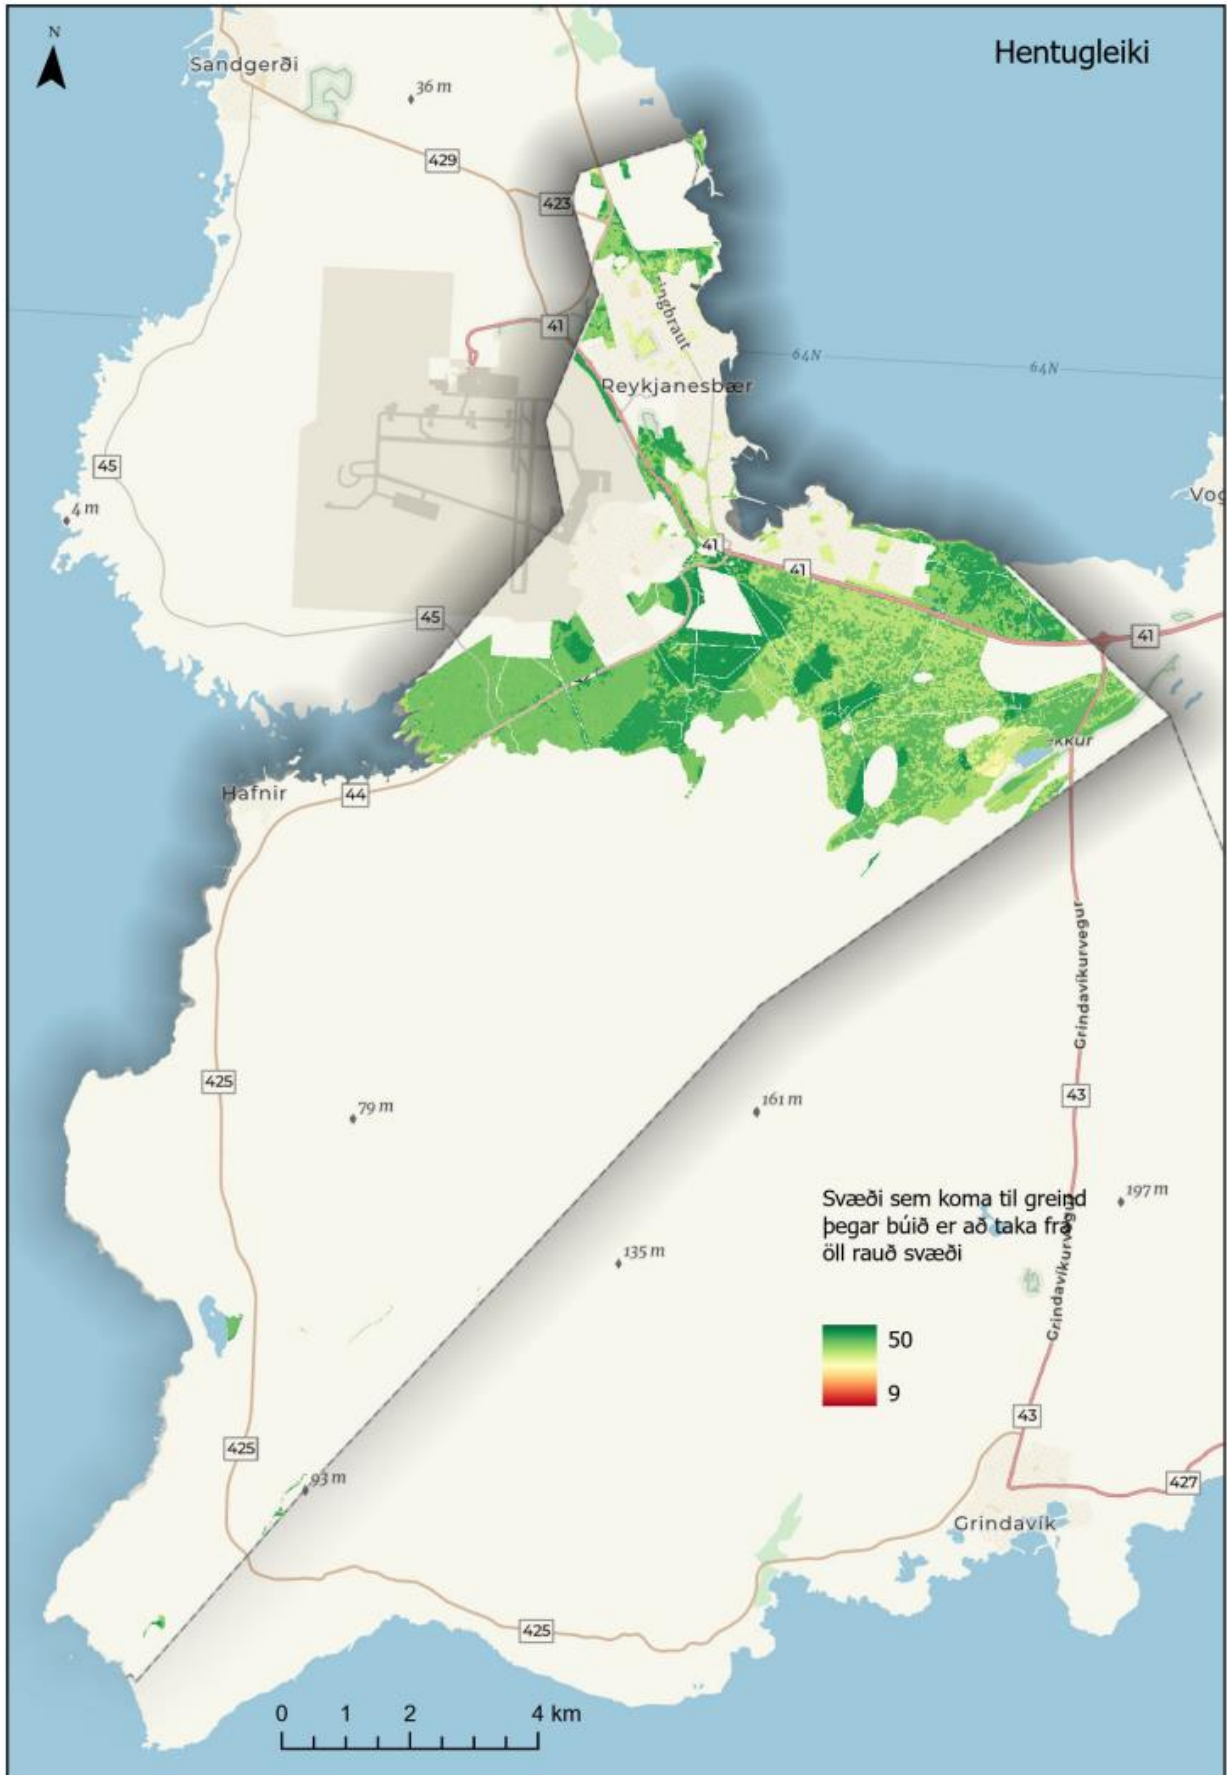 N
Hentugleiki
Sandgerði
36 m
429
423
41
ingbraut
64N
64N
Reykjanesbær
45
4 m
Vog
41
41
45
41
kkur
Hafnir
44
Grindavíkurvegur
425
43
79 m
161 m
Svæði sem koma til greind
þegar búið er að taka frá
öll rauð svæði
197 m
135 m
Grindavíkurvegur
50
9
43
425
93 m
427
Grindavík
425
0 1 2 4 km